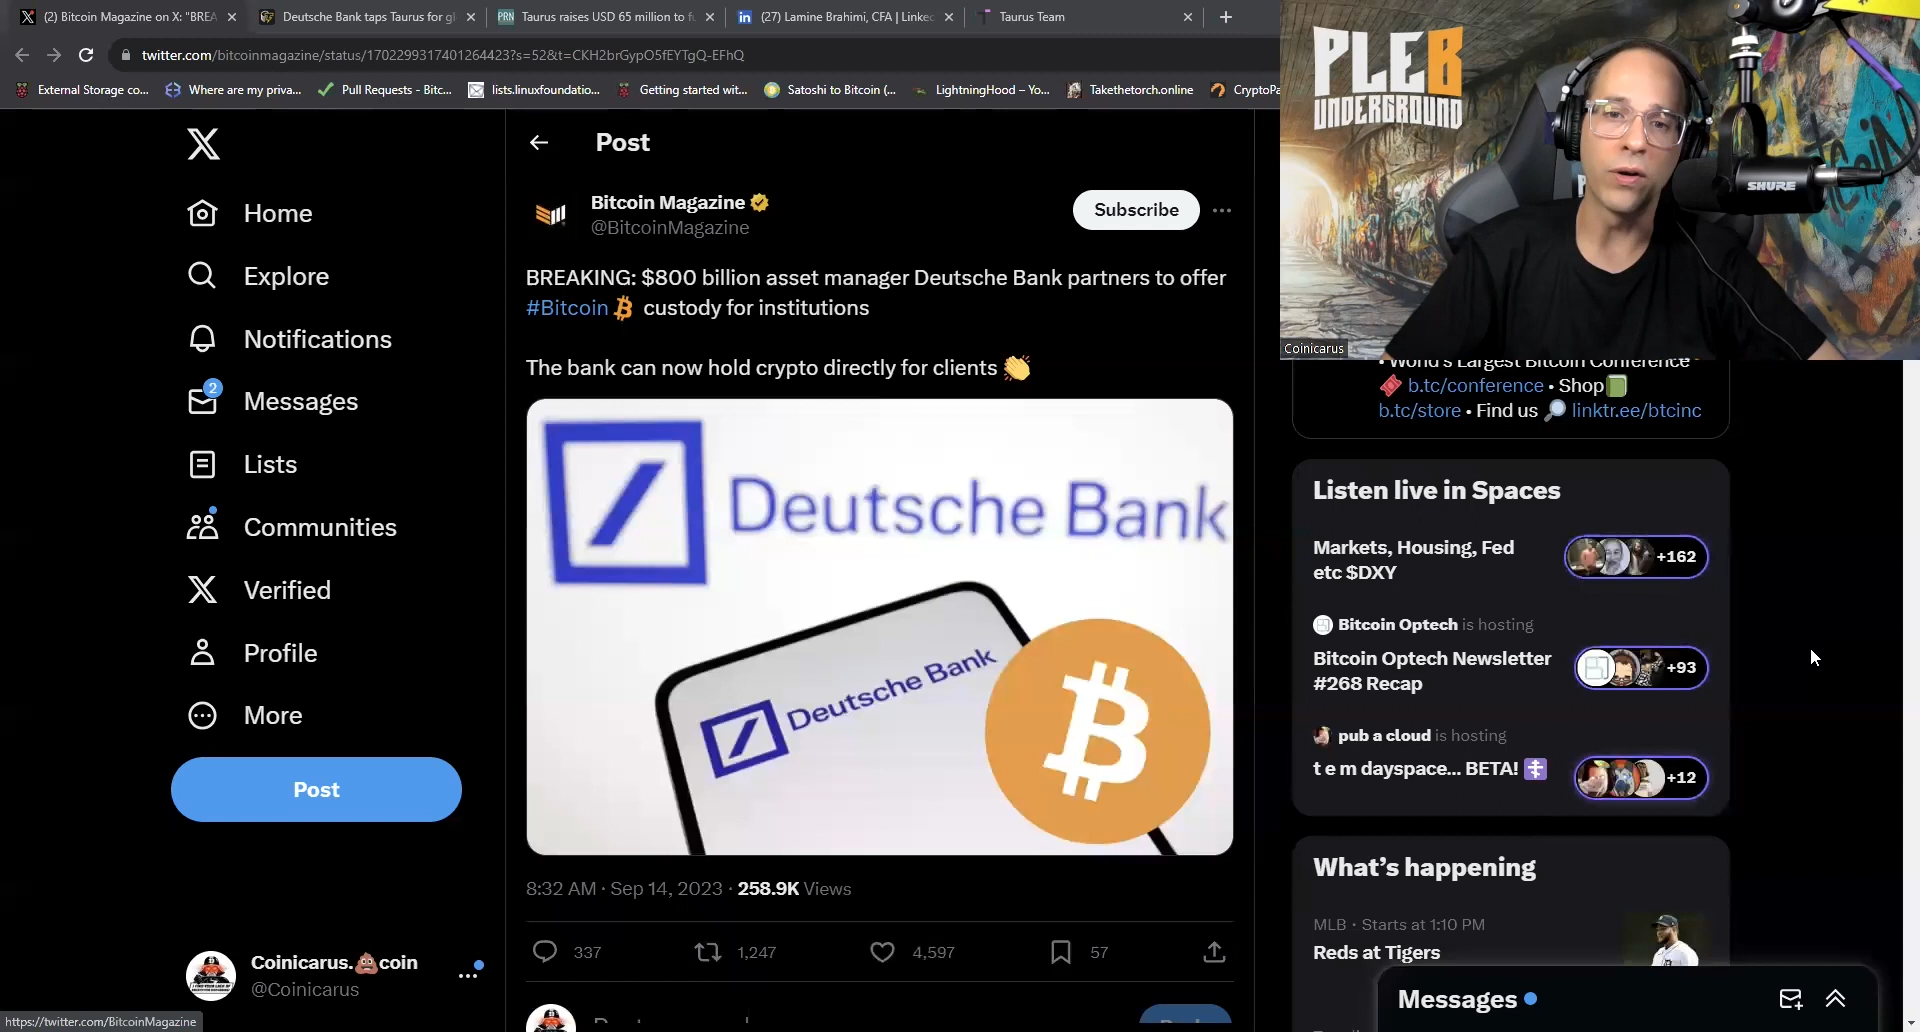 (2) Bitcoin Magazine on X: "BREA
Deutsche Bank taps Taurus for gl
PRN Taurus raises USD 65 million to f
(27) Lamine Brahimi, CFA | Linke
Taurus Team
twitter.com/bitcoinmagazine/status/1702299317401264423?s=52&t=CKH2brGypO5fEYTgQ-EFhQ
External Storage co...
Where are my priva...
Pull Requests - Bitc...
lists.linuxfoundatio...
Getting started wit...
Satoshi to Bitcoin (...
LightningHood – Yo...
Takethetorch.online
CryptoPa
PLEB
UNDERGROUND
SHURE
Coinicarus
Home
Explore
Notifications
2
Messages
Lists
Communities
Verified
Profile
More
Post
Coinicarus.💩coin
@Coinicarus
https://twitter.com/BitcoinMagazine
Post
Bitcoin Magazine
@BitcoinMagazine
Subscribe
BREAKING: $800 billion asset manager Deutsche Bank partners to offer
#Bitcoin custody for institutions
The bank can now hold crypto directly for clients 👏
Deutsche Bank
Deutsche Bank
8:32 AM · Sep 14, 2023 · 258.9K Views
337
1,247
4,597
57
• World's Largest Bitcoin Conference
b.tc/conference • Shop
b.tc/store • Find us 🔎 linktr.ee/btcinc
Listen live in Spaces
Markets, Housing, Fed
etc $DXY
+162
Bitcoin Optech is hosting
Bitcoin Optech Newsletter
#268 Recap
+93
pub a cloud is hosting
t e m dayspace... BETA!
+12
What's happening
MLB · Starts at 1:10 PM
Reds at Tigers
Messages